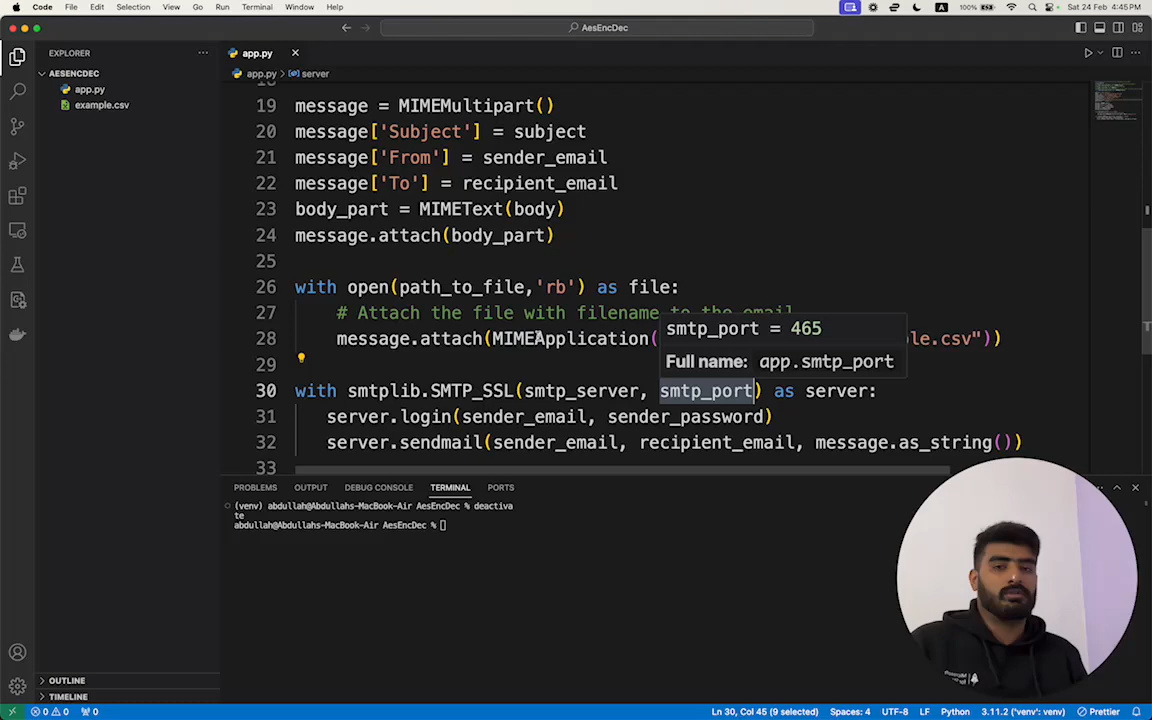 Code File Edit Selection View Go Run Terminal Window Help
A 100% Sat 24 Feb 4:45PM
AesEncDec
EXPLORER
AESENCDEC
app.py
example.csv
OUTLINE
TIMELINE
app.py
app.py > server
19 message = MIMEMultipart()
20 message['Subject'] = subject
21 message['From'] = sender_email
22 message['To'] = recipient_email
23 body_part = MIMEText(body)
24 message.attach(body_part)
25
26 with open(path_to_file,'rb') as file:
27 # Attach the file with filename to the email
28 message.attach(MIMEApplication( le.csv"))
smtp_port = 465
Full name: app.smtp_port
29
30 with smtplib.SMTP_SSL(smtp_server, smtp_port) as server:
31 server.login(sender_email, sender_password)
32 server.sendmail(sender_email, recipient_email, message.as_string())
33
PROBLEMS OUTPUT DEBUG CONSOLE TERMINAL PORTS
(venv) abdullah@Abdullahs-MacBook-Air AesEncDec % deactiva
te
abdullah@Abdullahs-MacBook-Air AesEncDec %
0 0 0 Ln 30, Col 45 (9 selected) Spaces: 4 UTF-8 LF Python 3.11.2 ('venv': venv) Prettier